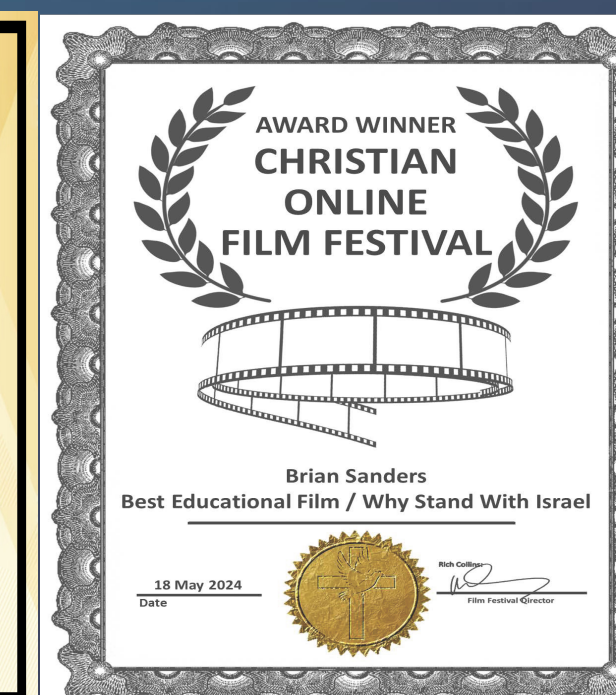 AWARD WINNER
CHRISTIAN
ONLINE
FILM FESTIVAL
Brian Sanders
Best Educational Film / Why Stand With Israel
18 May 2024
Date
Rich Collins:
Film Festival Director